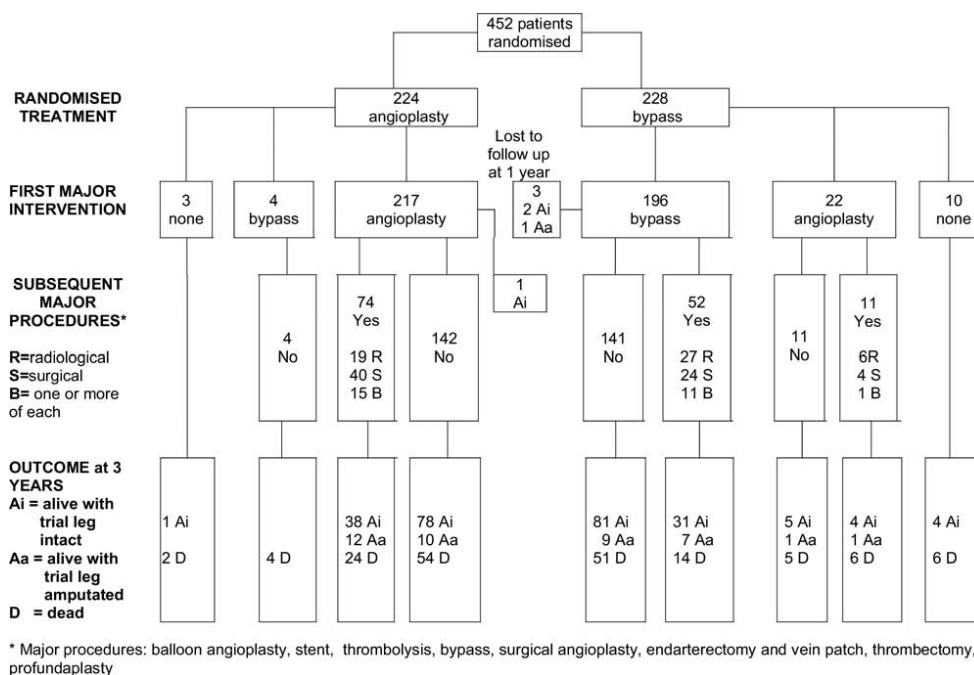 452 patients
randomised
RANDOMISED
TREATMENT
224
angioplasty
228
bypass
Lost to
follow up
at 1 year
FIRST MAJOR
INTERVENTION
3
none
4
bypass
217
angioplasty
3
2 Ai
1 Aa
196
bypass
22
angioplasty
10
none
1
Ai
SUBSEQUENT
MAJOR
PROCEDURES*
R=radiological
S=surgical
B= one or more
of each
4
No
74
Yes
19 R
40 S
15 B
142
No
141
No
52
Yes
27 R
24 S
11 B
11
No
11
Yes
6R
4 S
1 B
OUTCOME at 3
YEARS
Ai = alive with
trial leg
intact
Aa = alive with
trial leg
amputated
D = dead
1 Ai
2 D
4 D
38 Ai
12 Aa
24 D
78 Ai
10 Aa
54 D
81 Ai
9 Aa
51 D
31 Ai
7 Aa
14 D
5 Ai
1 Aa
5 D
4 Ai
1 Aa
6 D
4 Ai
6 D
* Major procedures: balloon angioplasty, stent, thrombolysis, bypass, surgical angioplasty, endarterectomy and vein patch, thrombectomy,
profundaplasty